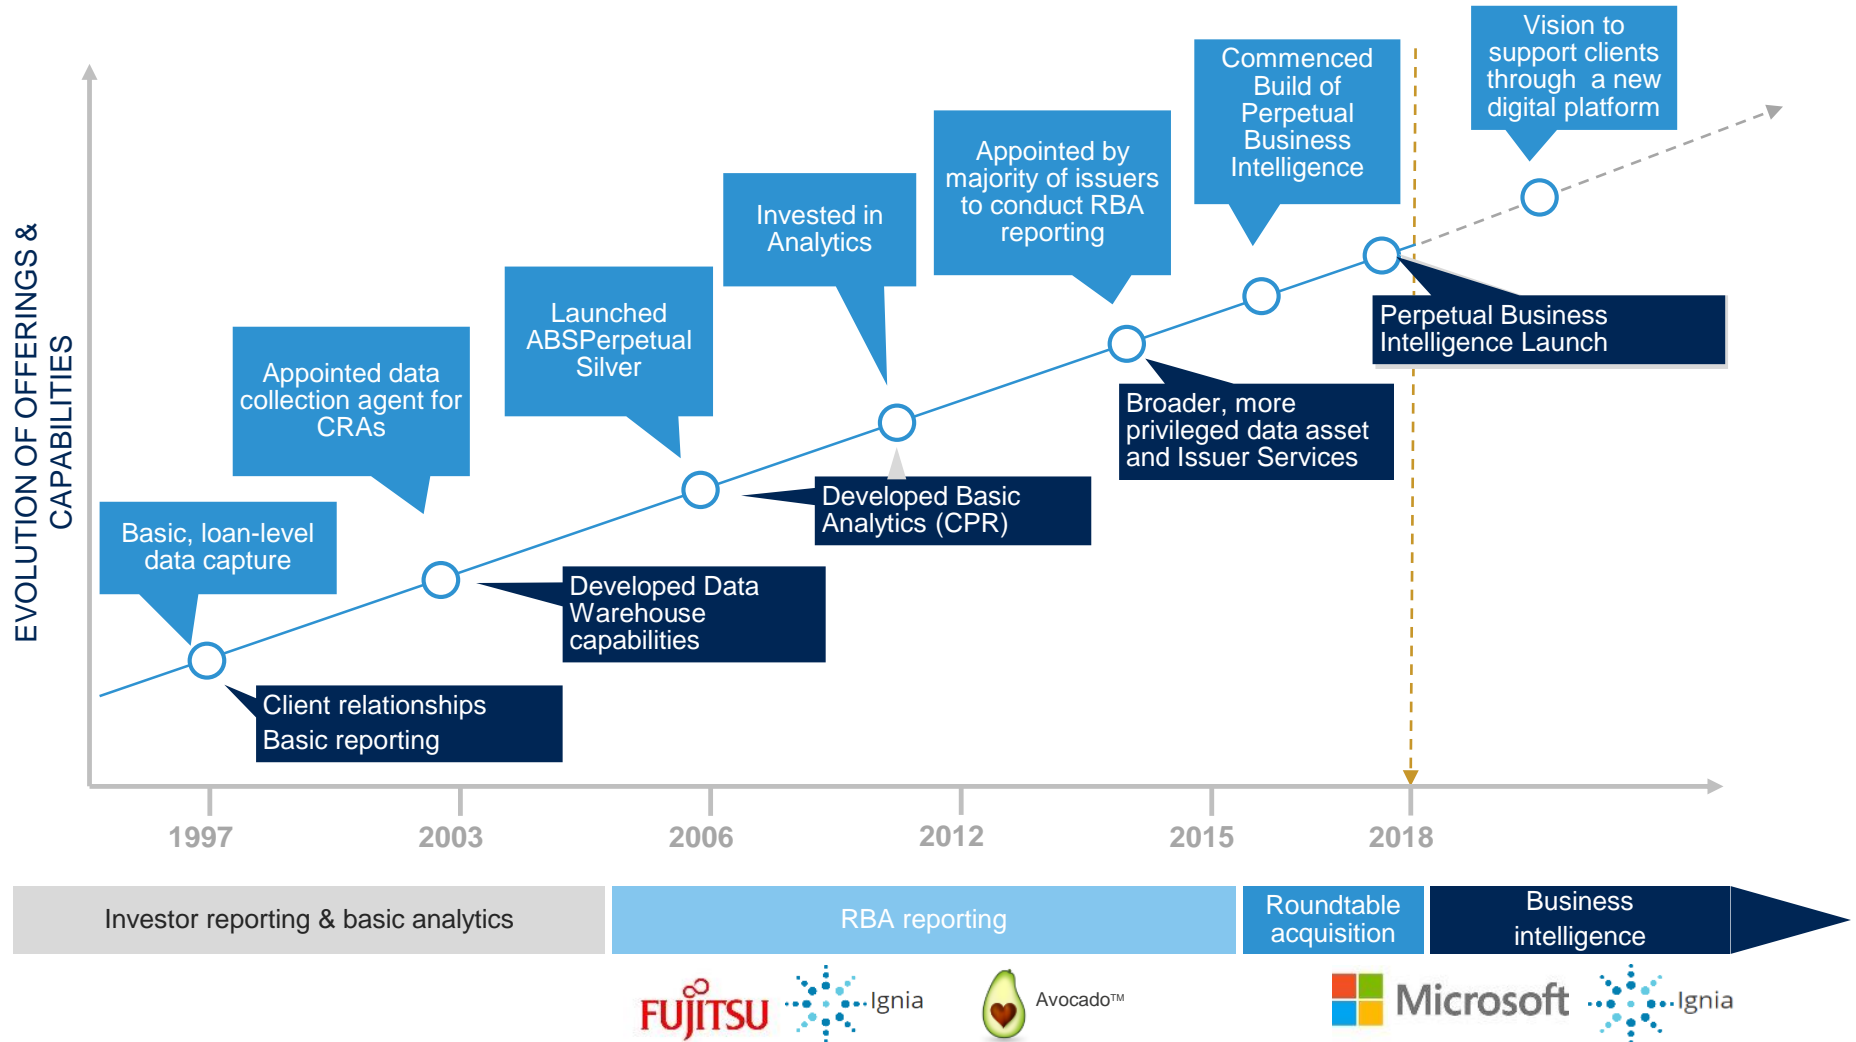 EVOLUTION OF OFFERINGS &
CAPABILITIES
Basic, loan-level
data capture
Appointed data
collection agent for
CRAs
Launched
ABSPerpetual
Silver
Invested in
Analytics
Appointed by
majority of issuers
to conduct RBA
reporting
Commenced
Build of
Perpetual
Business
Intelligence
Vision to
support clients
through a new
digital platform
Client relationships
Basic reporting
Developed Data
Warehouse
capabilities
Developed Basic
Analytics (CPR)
Broader, more
privileged data asset
and Issuer Services
Perpetual Business
Intelligence Launch
1997
2003
2006
2012
2015
2018
Investor reporting & basic analytics
RBA reporting
Roundtable
acquisition
Business
intelligence
FUJITSU
Ignia
Avocado™
Microsoft
Ignia